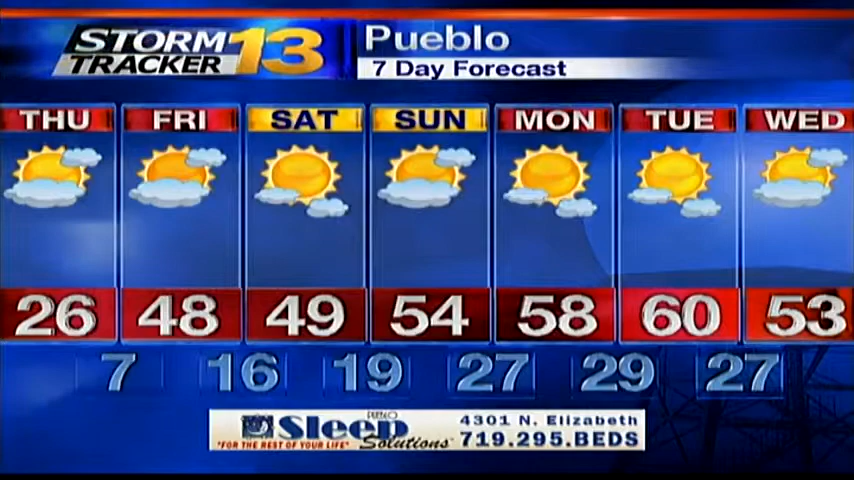 STORM TRACKER 13
Pueblo
7 Day Forecast
THU FRI SAT SUN MON TUE WED
26 48 49 54 58 60 53
7 16 19 27 29 27
PUEBLO
Sleep
Solutions
"FOR THE REST OF YOUR LIFE"
4301 N. Elizabeth
719.295.BEDS